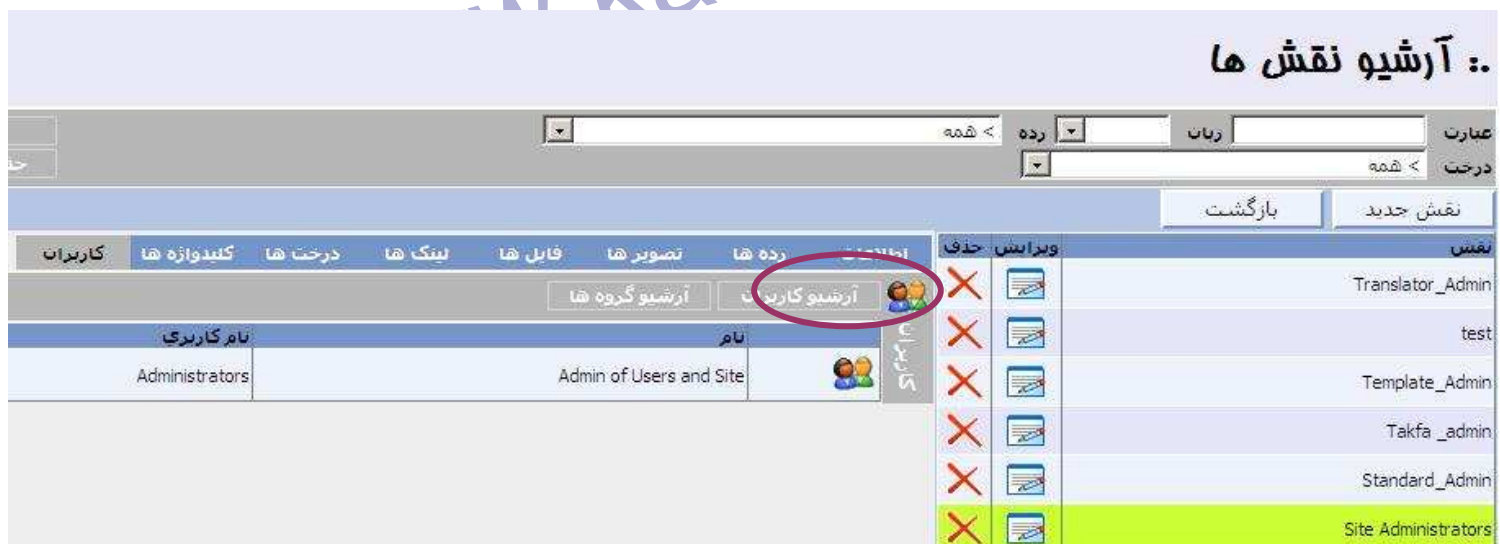 .: آرشیو نقش ها
عبارت زبان رده > همه
درخت > همه
نقش جدید بازگشت
نقش ویرایش حذف
اطلاعات رده ها تصویر ها فایل ها لینک ها درخت ها کلیدواژه ها کاربران
آرشیو کاربران آرشیو گروه ها
کاربران
نام نام کاربری
Admin of Users and Site Administrators
Translator_Admin
test
Template_Admin
Takfa _admin
Standard_Admin
Site Administrators